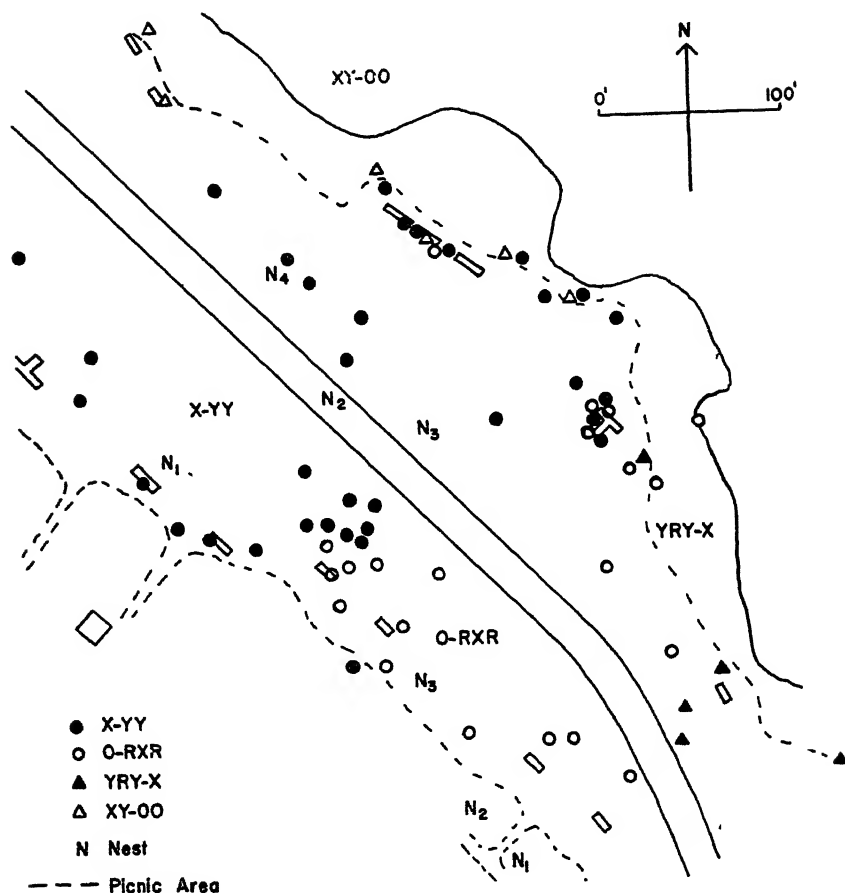 N
XY-OO
0' 100'
N4
X-YY
N2
N3
N1
YRY-X
O-RXR
N3
X-YY
O-RXR
YRY-X
XY-OO
N Nest
Picnic Area
N2
N1